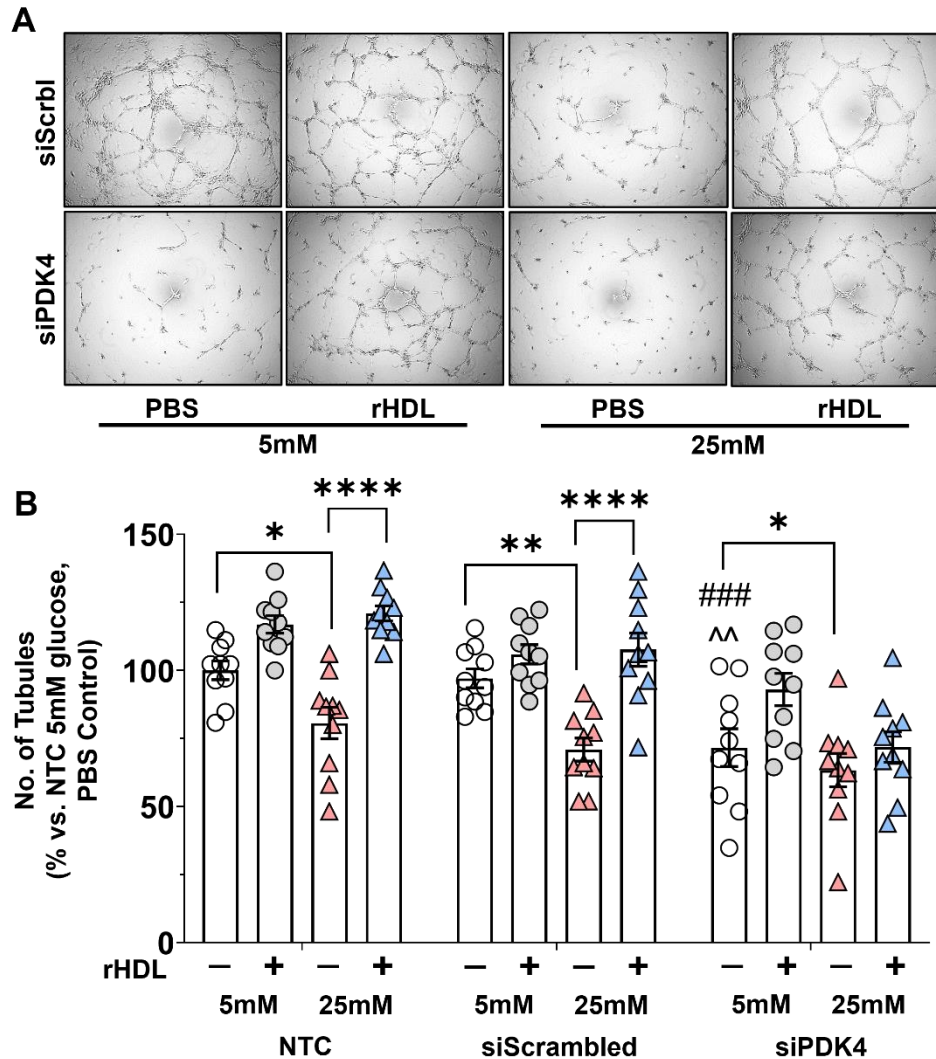 A
siScrbl
siPDK4
PBS rHDL PBS rHDL
5mM 25mM
B
No. of Tubules
(% vs. NTC 5mM glucose,
PBS Control)
150
100
50
0
* **** ** **** *
###
^^
rHDL − + − + − + − + − + − +
5mM 25mM 5mM 25mM 5mM 25mM
NTC siScrambled siPDK4